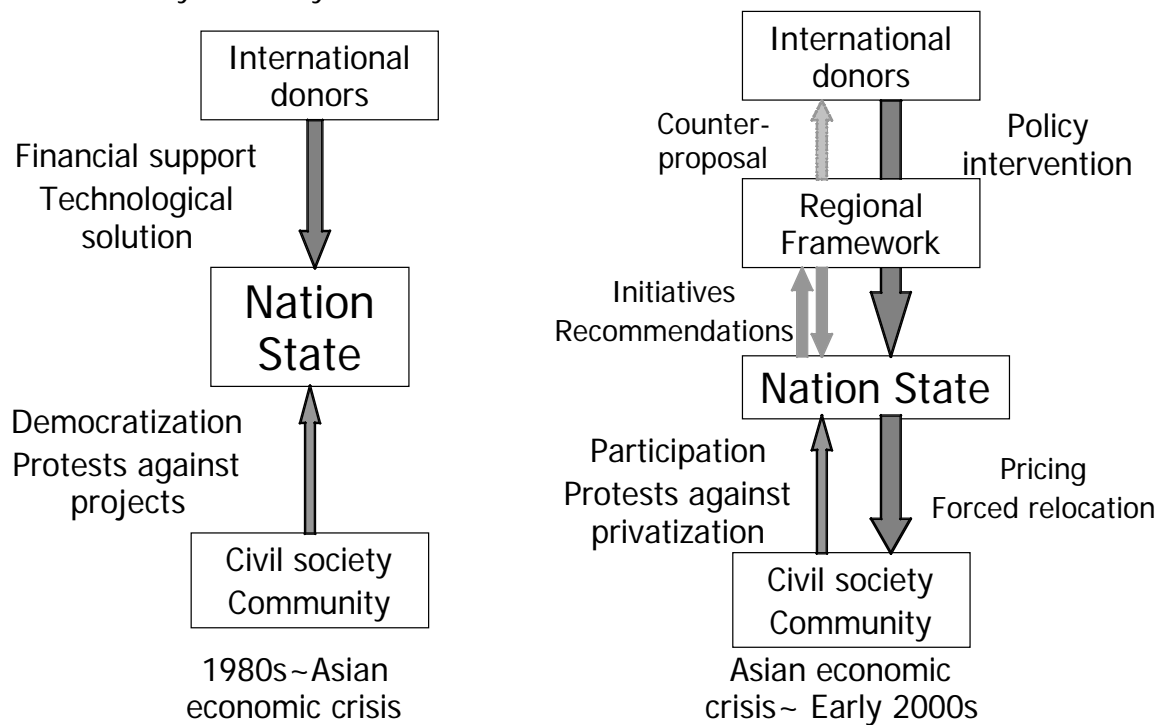 International
donors
Financial support
Technological
solution
Nation
State
Democratization
Protests against
projects
Civil society
Community
1980s~Asian
economic crisis
International
donors
Counter-
proposal
Policy
intervention
Regional
Framework
Initiatives
Recommendations
Nation State
Participation
Protests against
privatization
Pricing
Forced relocation
Civil society
Community
Asian economic
crisis~ Early 2000s